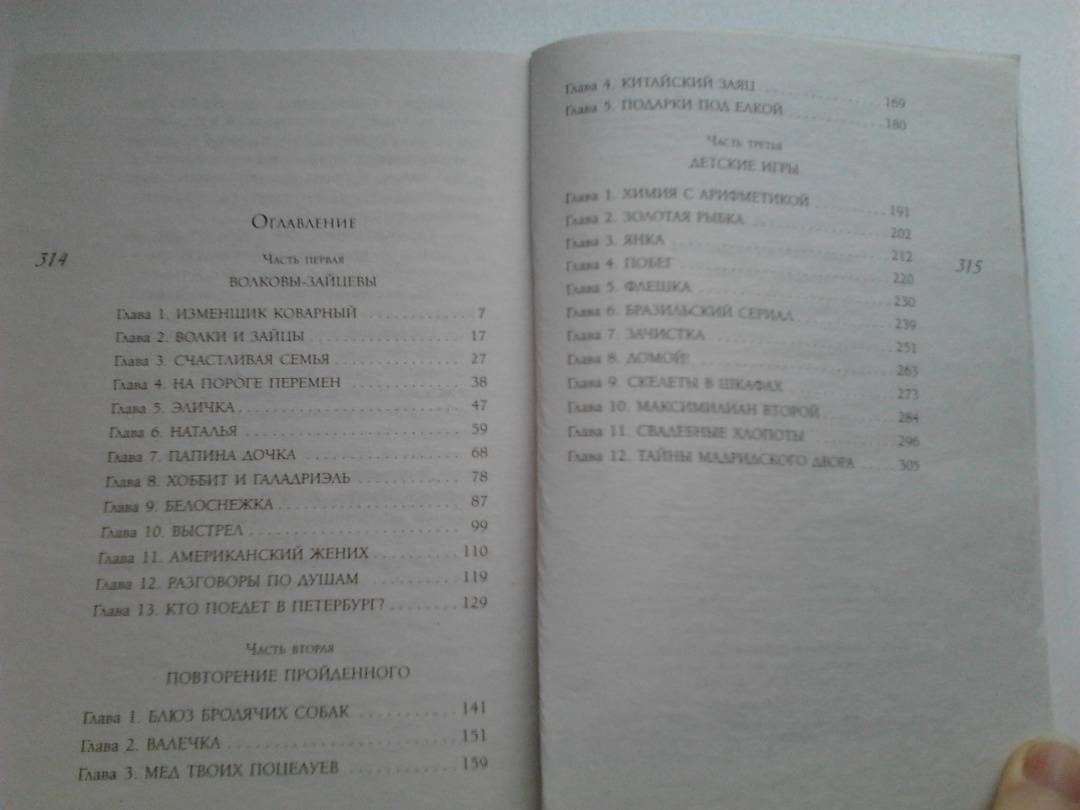 314
Оглавление
Часть первая
ВОЛКОВЫ-ЗАЙЦЕВЫ
Глава 1. ИЗМЕНЩИК КОВАРНЫЙ . . . . . . . . . . . 7
Глава 2. ВОЛКИ И ЗАЙЦЫ . . . . . . . . . . . . . . . 17
Глава 3. СЧАСТЛИВАЯ СЕМЬЯ . . . . . . . . . . . . . 27
Глава 4. НА ПОРОГЕ ПЕРЕМЕН . . . . . . . . . . . . 38
Глава 5. ЭЛИЧКА . . . . . . . . . . . . . . . . . . . . . 47
Глава 6. НАТАЛЬЯ . . . . . . . . . . . . . . . . . . . . 59
Глава 7. ПАПИНА ДОЧКА . . . . . . . . . . . . . . . 68
Глава 8. ХОББИТ И ГАЛАДРИЭЛЬ . . . . . . . . . . 78
Глава 9. БЕЛОСНЕЖКА . . . . . . . . . . . . . . . . . 87
Глава 10. ВЫСТРЕЛ . . . . . . . . . . . . . . . . . . . 99
Глава 11. АМЕРИКАНСКИЙ ЖЕНИХ . . . . . . . . . 110
Глава 12. РАЗГОВОРЫ ПО ДУШАМ . . . . . . . . . 119
Глава 13. КТО ПОЕДЕТ В ПЕТЕРБУРГ? . . . . . . . 129
Часть вторая
ПОВТОРЕНИЕ ПРОЙДЕННОГО
Глава 1. БЛЮЗ БРОДЯЧИХ СОБАК . . . . . . . . . . 141
Глава 2. ВАЛЕЧКА . . . . . . . . . . . . . . . . . . . . 151
Глава 3. МЕД ТВОИХ ПОЦЕЛУЕВ . . . . . . . . . . 159
Глава 4. КИТАЙСКИЙ ЗАЯЦ . . . . . . . . . . . . . 169
Глава 5. ПОДАРКИ ПОД ЕЛКОЙ . . . . . . . . . . . 180
Часть третья
ДЕТСКИЕ ИГРЫ
Глава 1. ХИМИЯ С АРИФМЕТИКОЙ . . . . . . . . . 191
Глава 2. ЗОЛОТАЯ РЫБКА . . . . . . . . . . . . . . 202
Глава 3. ЯНКА . . . . . . . . . . . . . . . . . . . . . . 212
Глава 4. ПОБЕГ . . . . . . . . . . . . . . . . . . . . . 220
315
Глава 5. ФЛЕШКА . . . . . . . . . . . . . . . . . . . . 230
Глава 6. БРАЗИЛЬСКИЙ СЕРИАЛ . . . . . . . . . . 239
Глава 7. ЗАЧИСТКА . . . . . . . . . . . . . . . . . . . 251
Глава 8. ДОМОЙ! . . . . . . . . . . . . . . . . . . . . 263
Глава 9. СКЕЛЕТЫ В ШКАФАХ . . . . . . . . . . . . 273
Глава 10. МАКСИМИЛИАН ВТОРОЙ . . . . . . . . . 284
Глава 11. СВАДЕБНЫЕ ХЛОПОТЫ . . . . . . . . . . 296
Глава 12. ТАЙНЫ МАДРИДСКОГО ДВОРА . . . . . 305